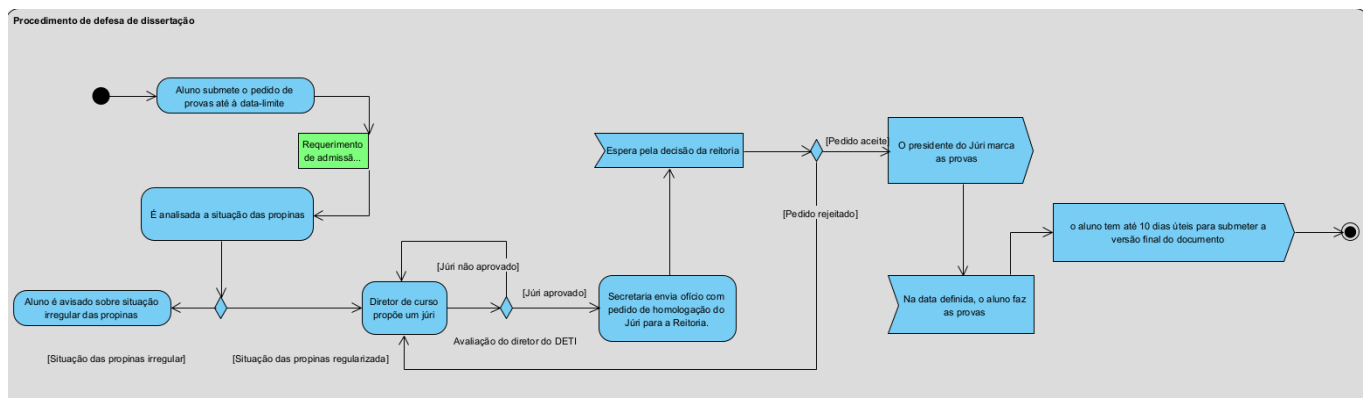 Procedimento de defesa de dissertação
Aluno submete o pedido de
provas até à data-limite
Requerimento
de admissã...
É analisada a situação das propinas
Aluno é avisado sobre situação
irregular das propinas
[Situação das propinas irregular]
[Situação das propinas regularizada]
Diretor de curso
propõe um júri
[Júri não aprovado]
[Júri aprovado]
Avaliação do diretor do DETI
Secretaria envia ofício com
pedido de homologação do
Júri para a Reitoria.
Espera pela decisão da reitoria
[Pedido aceite]
[Pedido rejeitado]
O presidente do Júri marca
as provas
Na data definida, o aluno faz
as provas
o aluno tem até 10 dias úteis para submeter a
versão final do documento